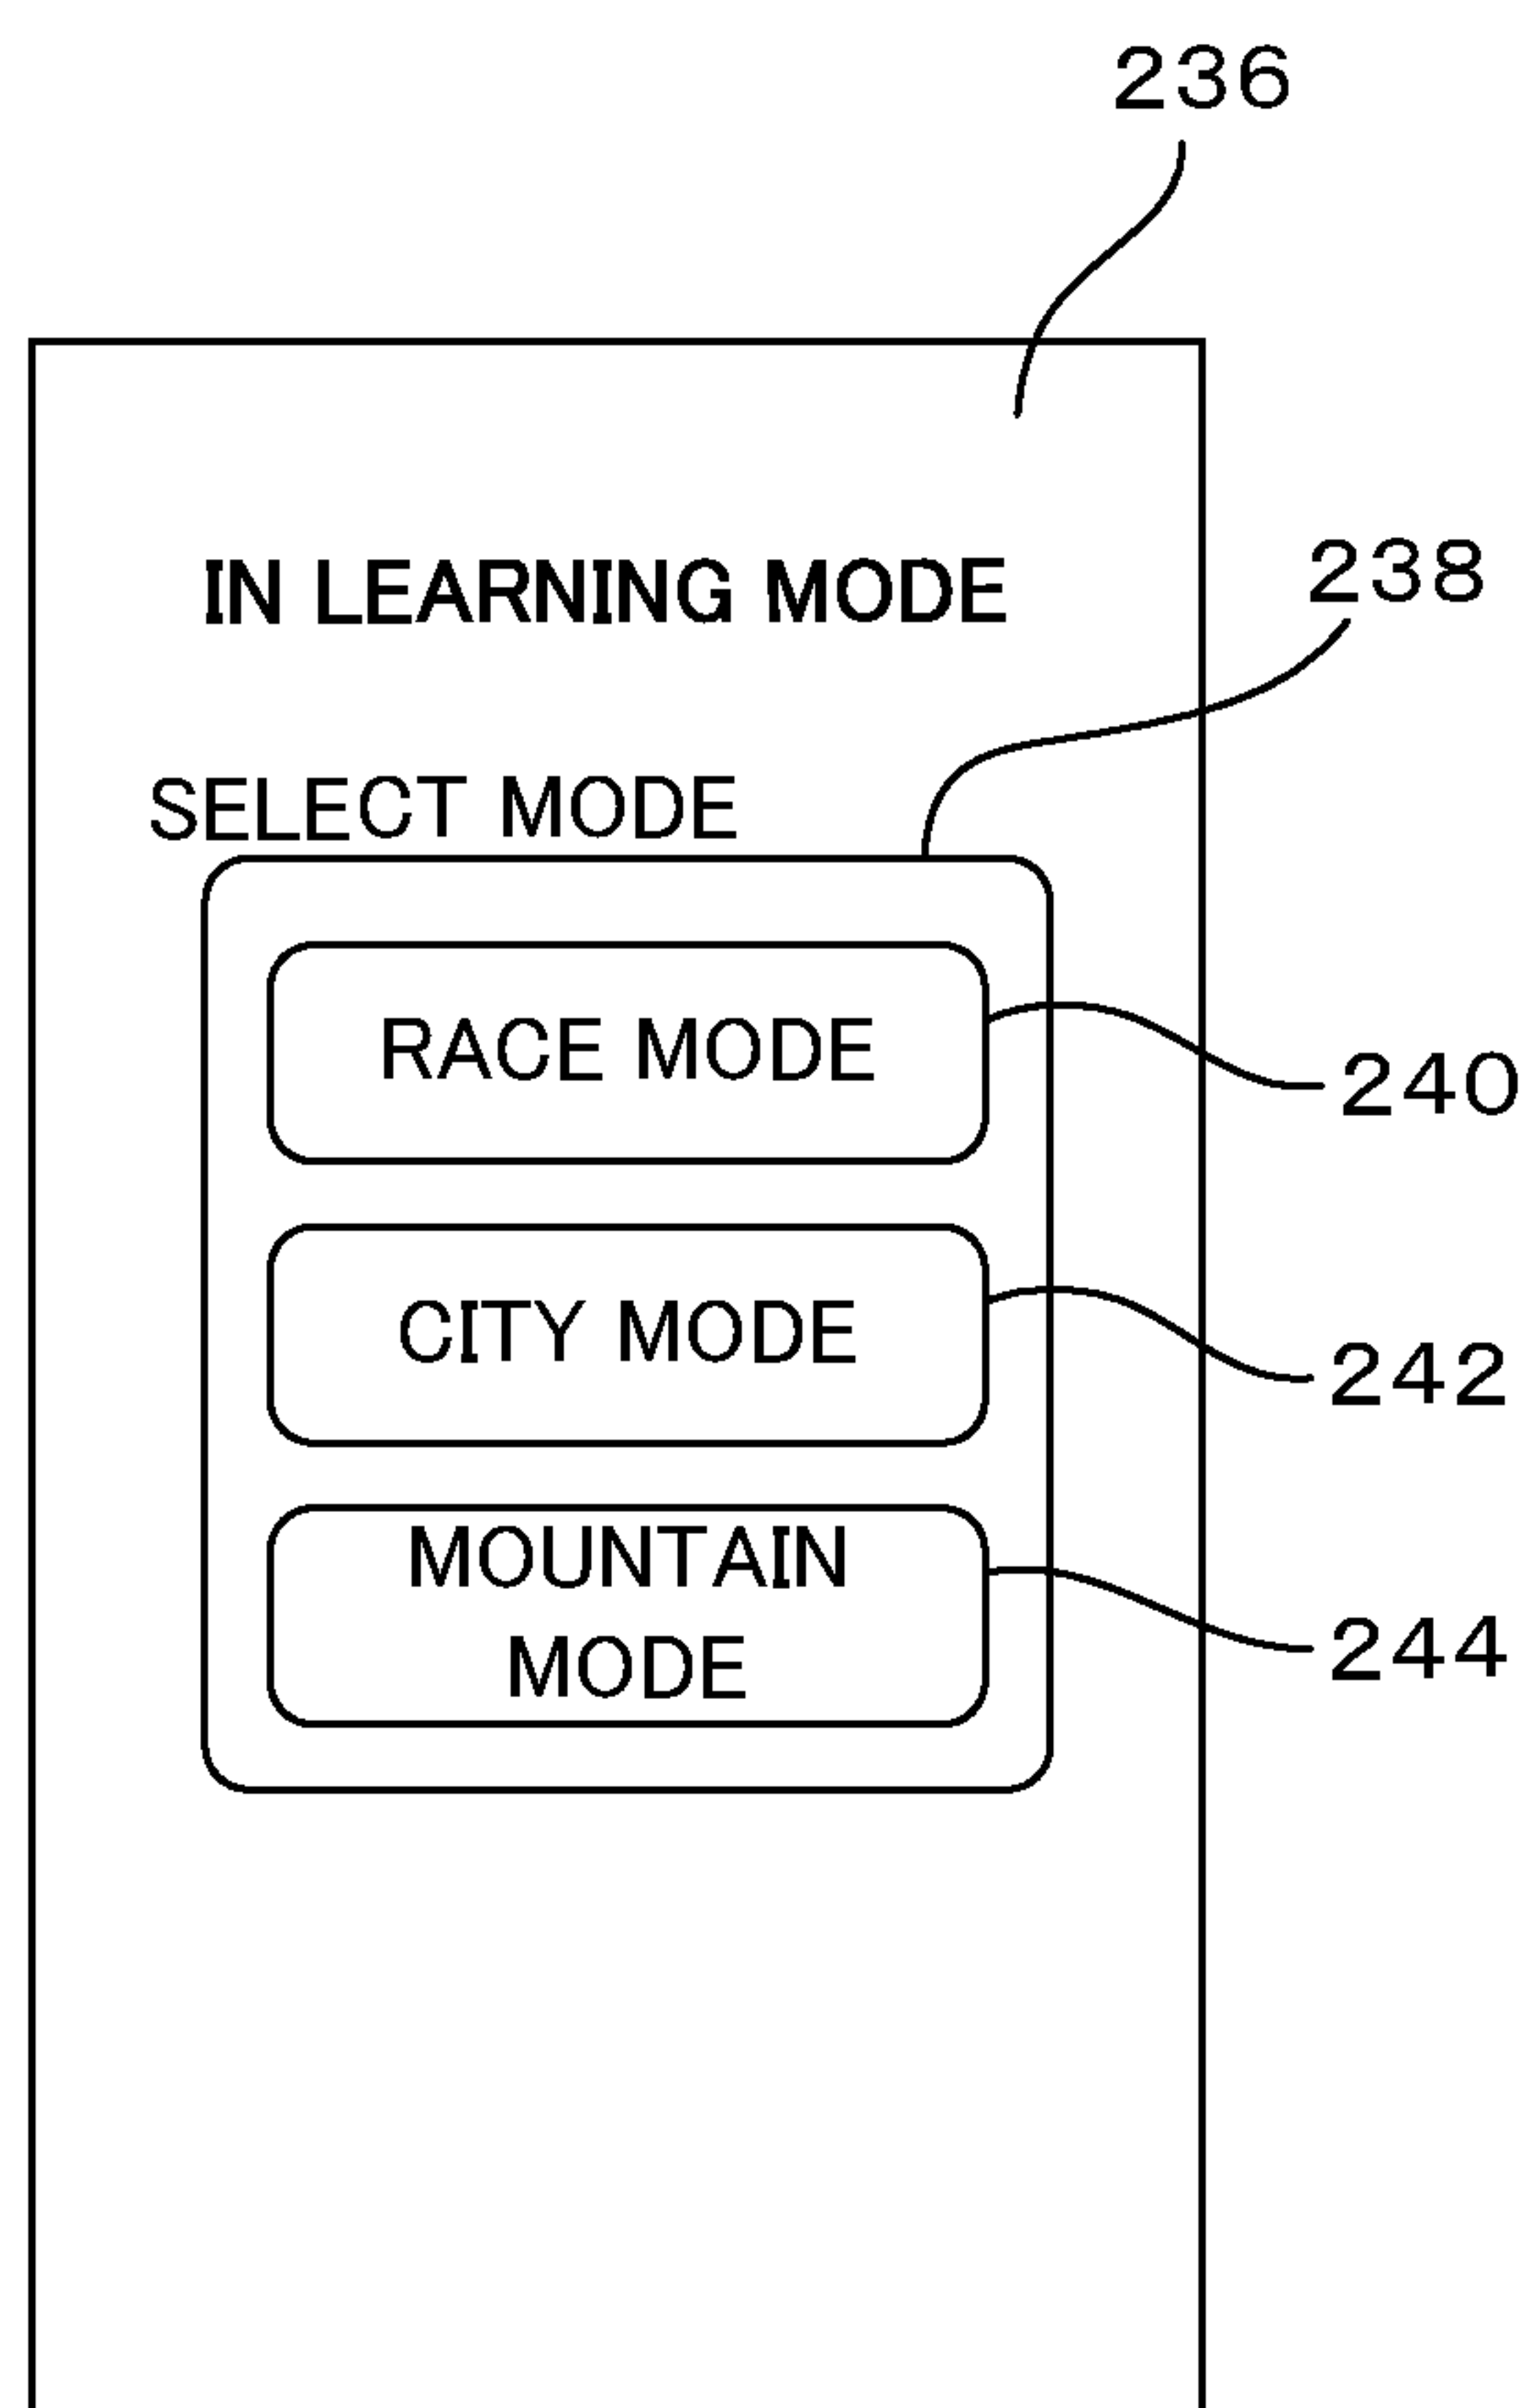 236
IN LEARNING MODE
238
SELECT MODE
RACE MODE
240
CITY MODE
242
MOUNTAIN
MODE
244